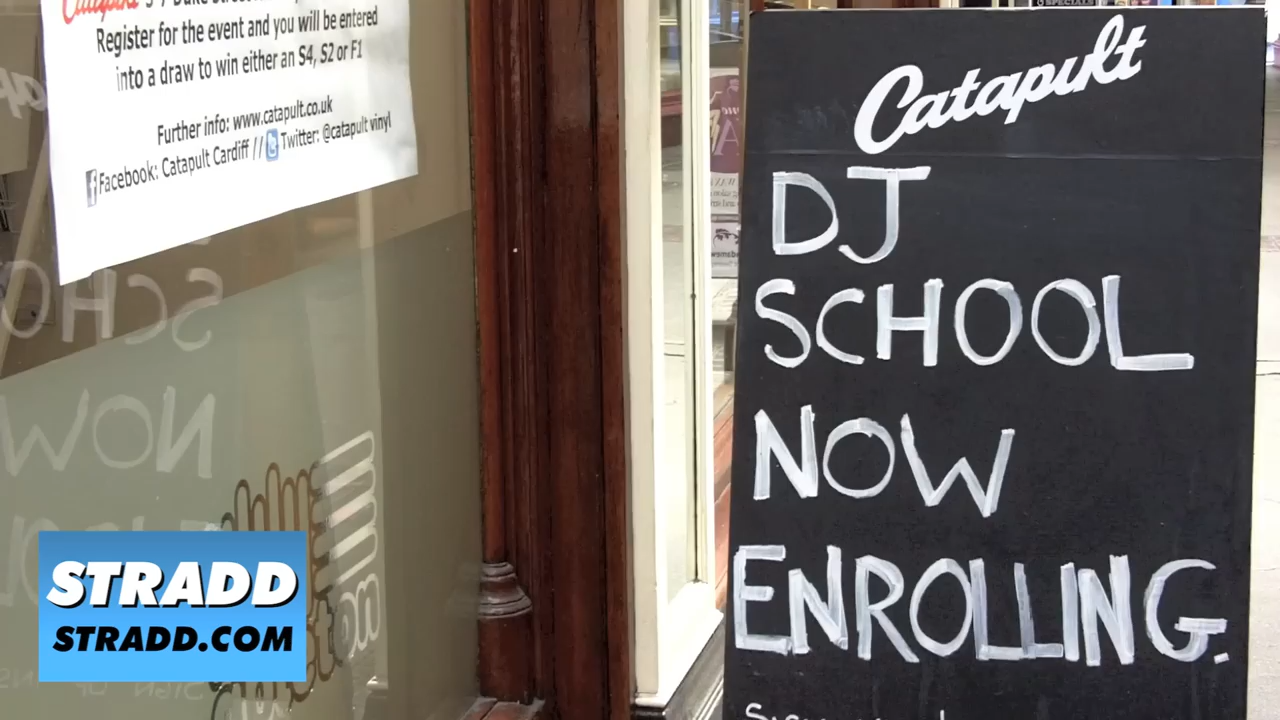 Register for the event and you will be entered
into a draw to win either an S4, S2 or F1
Further info: www.catapult.co.uk
Facebook: Catapult Cardiff // Twitter: @catapult vinyl
Catapult
DJ
SCHOOL
NOW
ENROLLING.
STRADD
STRADD.COM